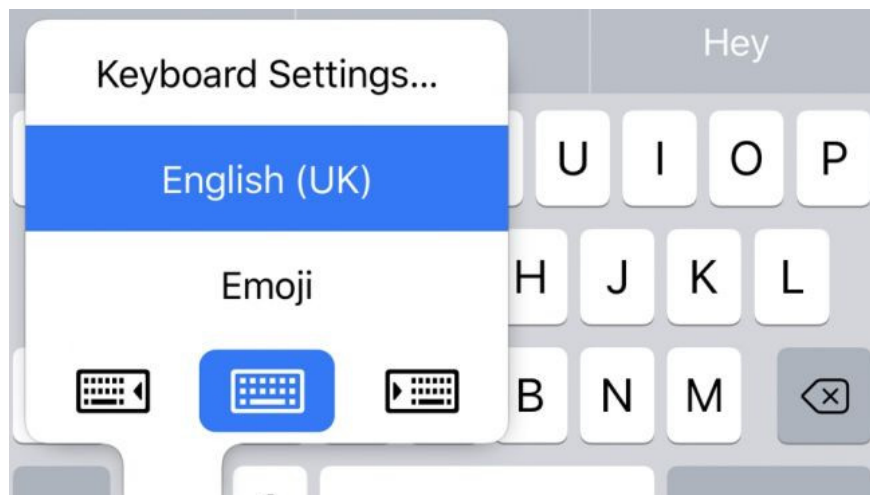 Hey
Keyboard Settings...
English (UK)
Emoji
U I O P
H J K L
B N M